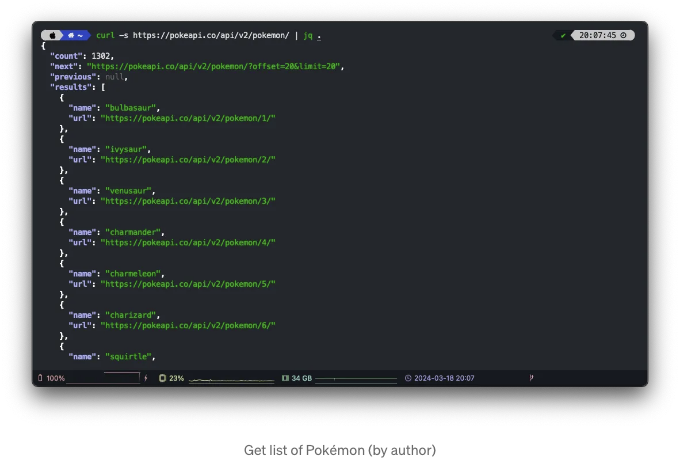 ~ curl -s https://pokeapi.co/api/v2/pokemon/ | jq . ✔ 20:07:45
{
"count": 1302,
"next": "https://pokeapi.co/api/v2/pokemon/?offset=20&limit=20",
"previous": null,
"results": [
{
"name": "bulbasaur",
"url": "https://pokeapi.co/api/v2/pokemon/1/"
},
{
"name": "ivysaur",
"url": "https://pokeapi.co/api/v2/pokemon/2/"
},
{
"name": "venusaur",
"url": "https://pokeapi.co/api/v2/pokemon/3/"
},
{
"name": "charmander",
"url": "https://pokeapi.co/api/v2/pokemon/4/"
},
{
"name": "charmeleon",
"url": "https://pokeapi.co/api/v2/pokemon/5/"
},
{
"name": "charizard",
"url": "https://pokeapi.co/api/v2/pokemon/6/"
},
{
"name": "squirtle",
100% 23% 34 GB 2024-03-18 20:07
Get list of Pokémon (by author)